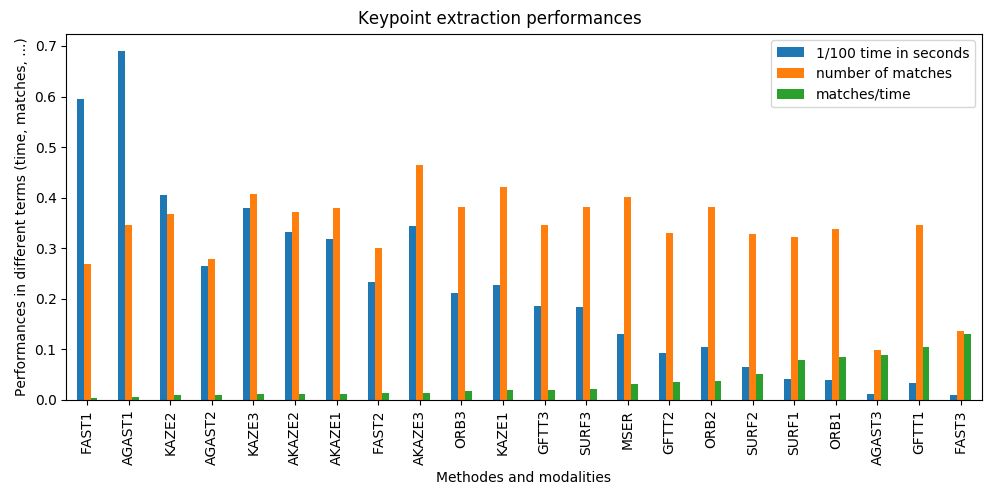 Keypoint extraction performances
Performances in different terms (time, matches, ...)
0.7
0.6
0.5
0.4
0.3
0.2
0.1
0.0
1/100 time in seconds
number of matches
matches/time
FAST1
AGAST1
KAZE2
AGAST2
KAZE3
AKAZE2
AKAZE1
FAST2
AKAZE3
ORB3
KAZE1
GFTT3
SURF3
MSER
GFTT2
ORB2
SURF2
SURF1
ORB1
AGAST3
GFTT1
FAST3
Methodes and modalities